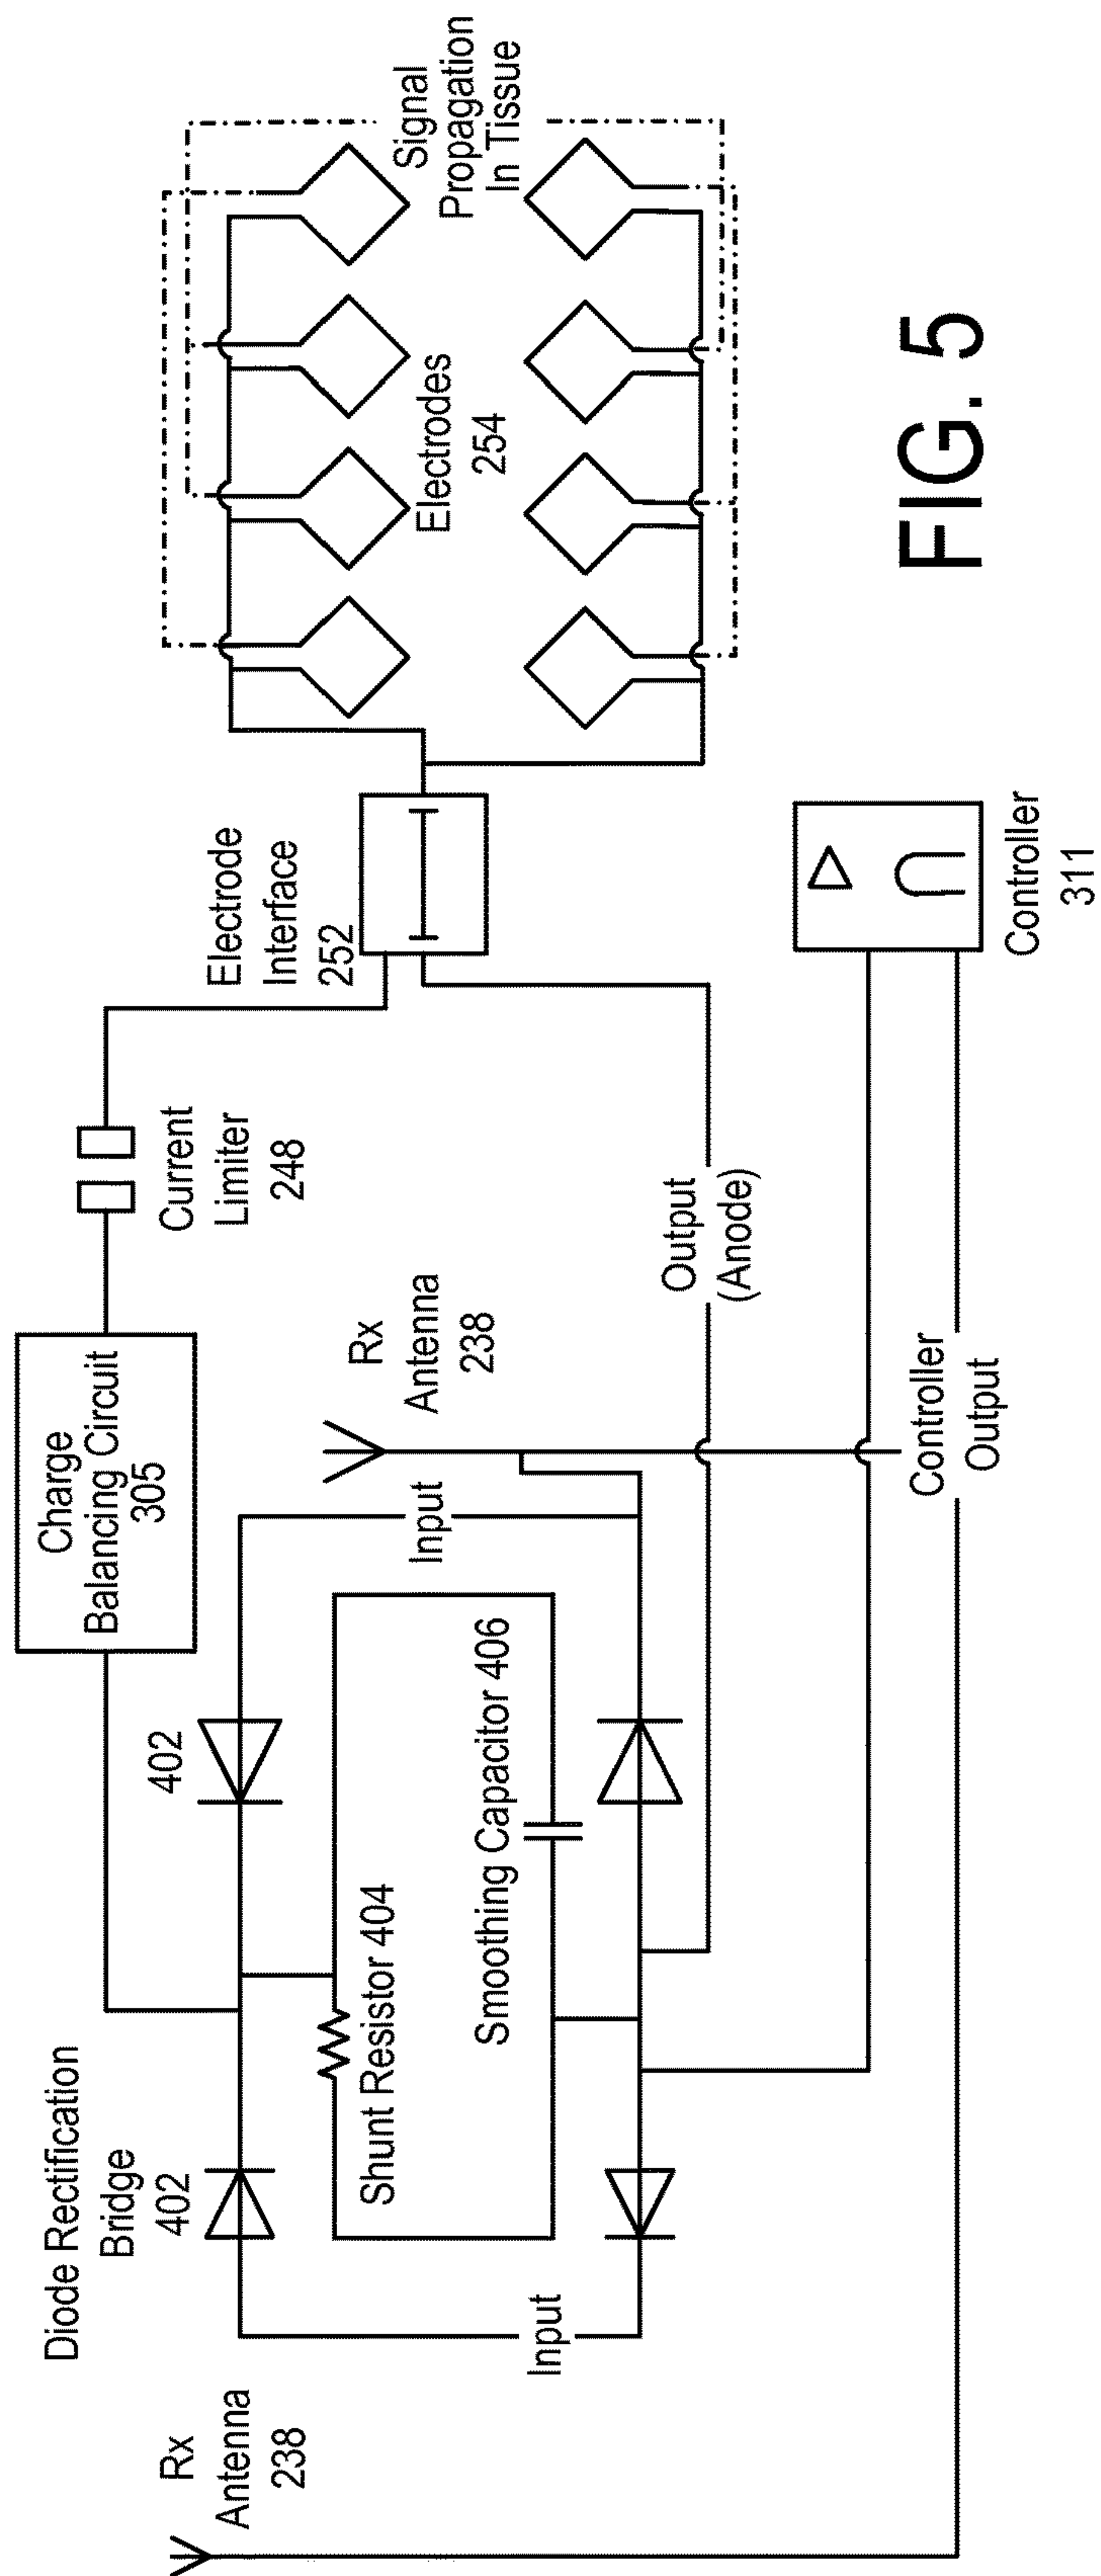 Rx
Antenna
238
Diode Rectification
Bridge
402
Input
402
Shunt Resistor 404
Smoothing Capacitor 406
Input
Charge
Balancing Circuit
305
Rx
Antenna
238
Current
Limiter
248
Output
(Anode)
Controller
Output
Electrode
Interface
252
Controller
311
Electrodes
254
Signal
Propagation
In Tissue
FIG. 5